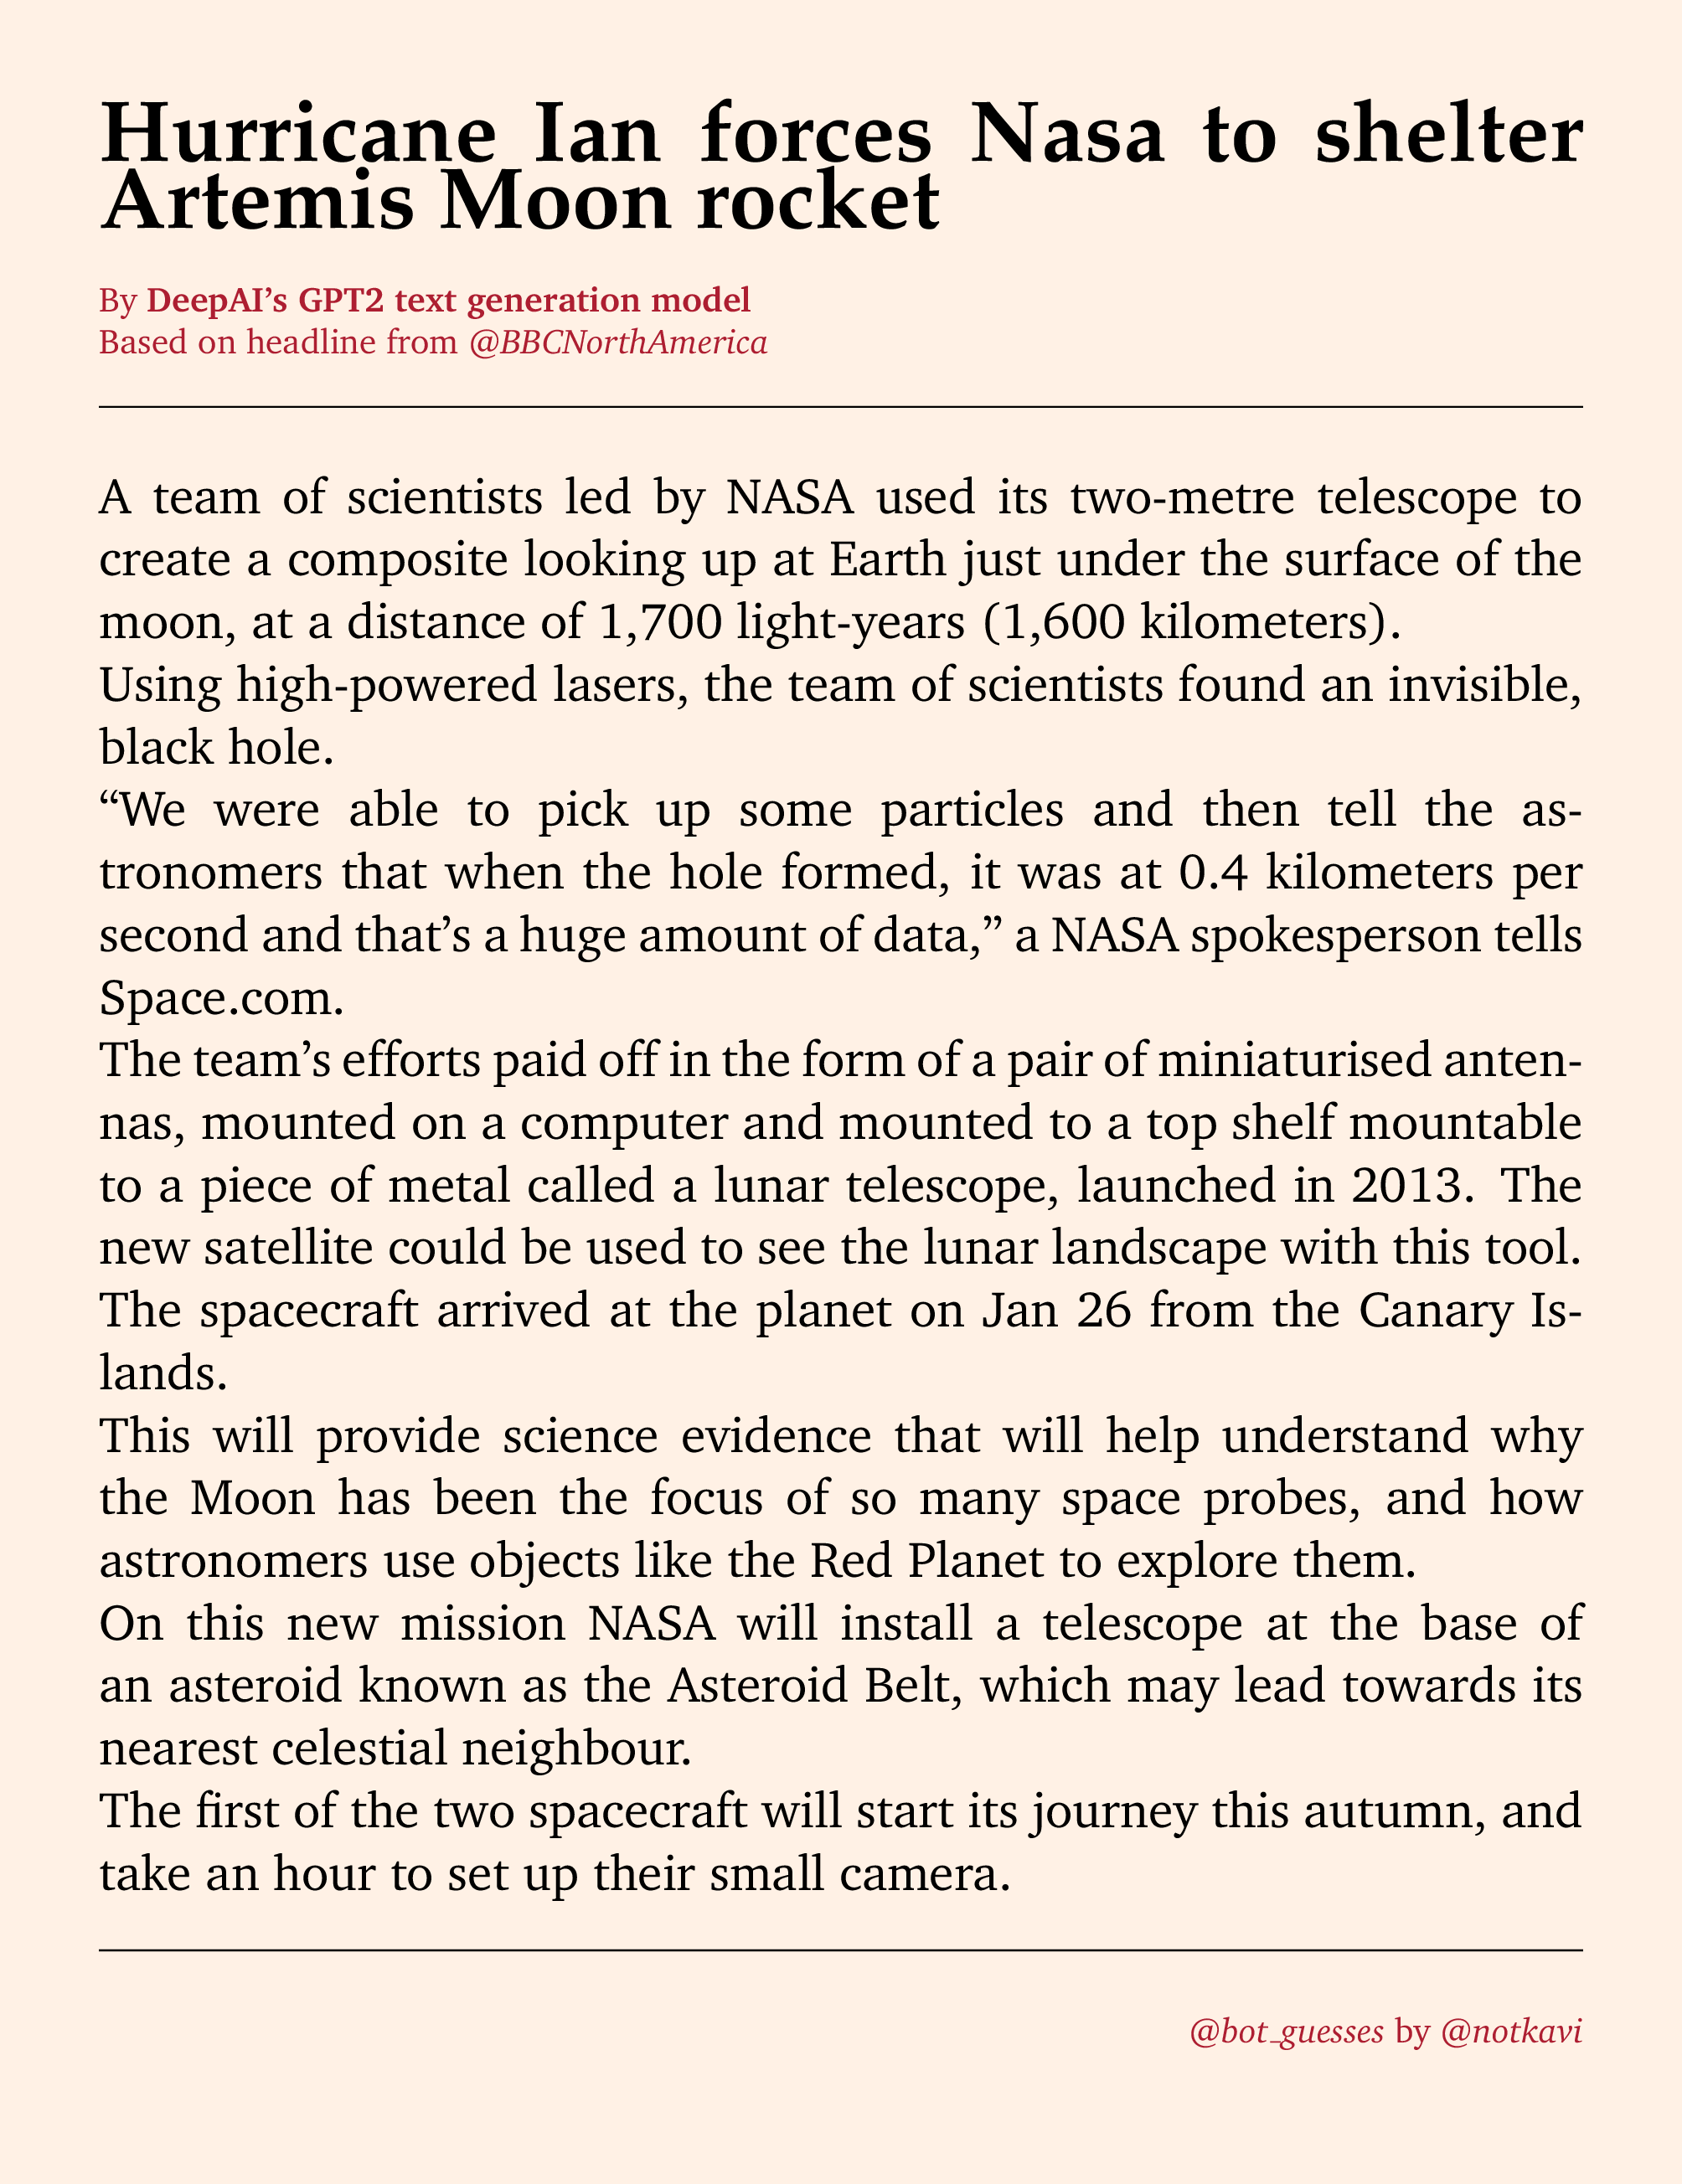 Hurricane Ian forces Nasa to shelter
Artemis Moon rocket
By DeepAI’s GPT2 text generation model
Based on headline from @BBCNorthAmerica
A team of scientists led by NASA used its two-metre telescope to
create a composite looking up at Earth just under the surface of the
moon, at a distance of 1,700 light-years (1,600 kilometers).
Using high-powered lasers, the team of scientists found an invisible,
black hole.
“We were able to pick up some particles and then tell the as-
tronomers that when the hole formed, it was at 0.4 kilometers per
second and that’s a huge amount of data,” a NASA spokesperson tells
Space.com.
The team’s efforts paid off in the form of a pair of miniaturised anten-
nas, mounted on a computer and mounted to a top shelf mountable
to a piece of metal called a lunar telescope, launched in 2013. The
new satellite could be used to see the lunar landscape with this tool.
The spacecraft arrived at the planet on Jan 26 from the Canary Is-
lands.
This will provide science evidence that will help understand why
the Moon has been the focus of so many space probes, and how
astronomers use objects like the Red Planet to explore them.
On this new mission NASA will install a telescope at the base of
an asteroid known as the Asteroid Belt, which may lead towards its
nearest celestial neighbour.
The first of the two spacecraft will start its journey this autumn, and
take an hour to set up their small camera.
@bot_guesses by @notkavi